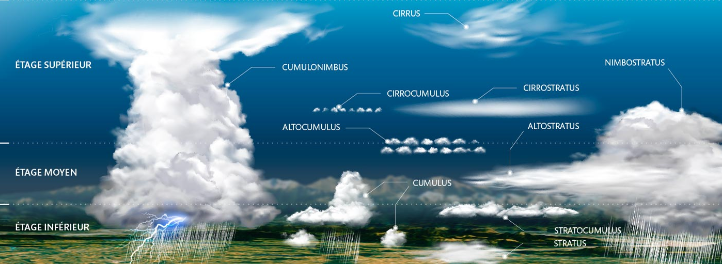 CIRRUS
ÉTAGE SUPÉRIEUR
CUMULONIMBUS
NIMBOSTRATUS
CIRROCUMULUS
CIRROSTRATUS
ALTOCUMULUS
ALTOSTRATUS
ÉTAGE MOYEN
CUMULUS
ÉTAGE INFÉRIEUR
STRATOCUMULUS
STRATUS